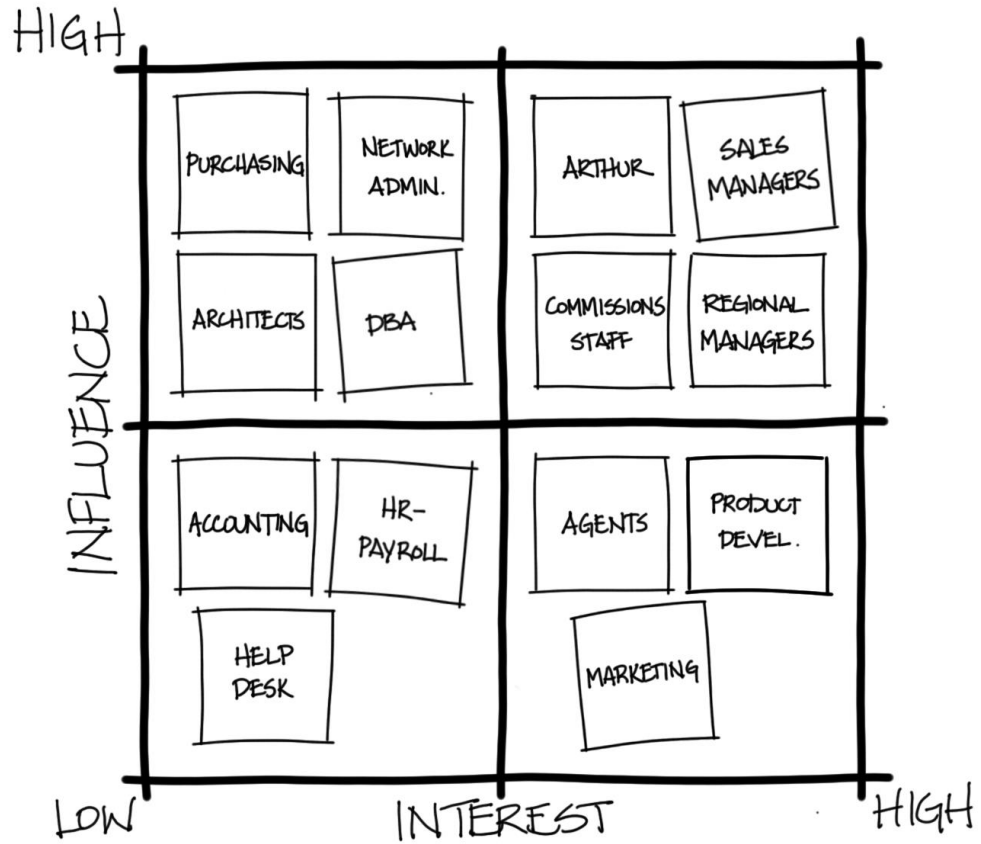 HIGH
PURCHASING
NETWORK
ADMIN.
ARTHUR
SALES
MANAGERS
ARCHITECTS
DBA
COMMISSIONS
STAFF
REGIONAL
MANAGERS
INFLUENCE
ACCOUNTING
HR-
PAYROLL
AGENTS
PRODUCT
DEVEL.
HELP
DESK
MARKETING
LOW
INTEREST
HIGH